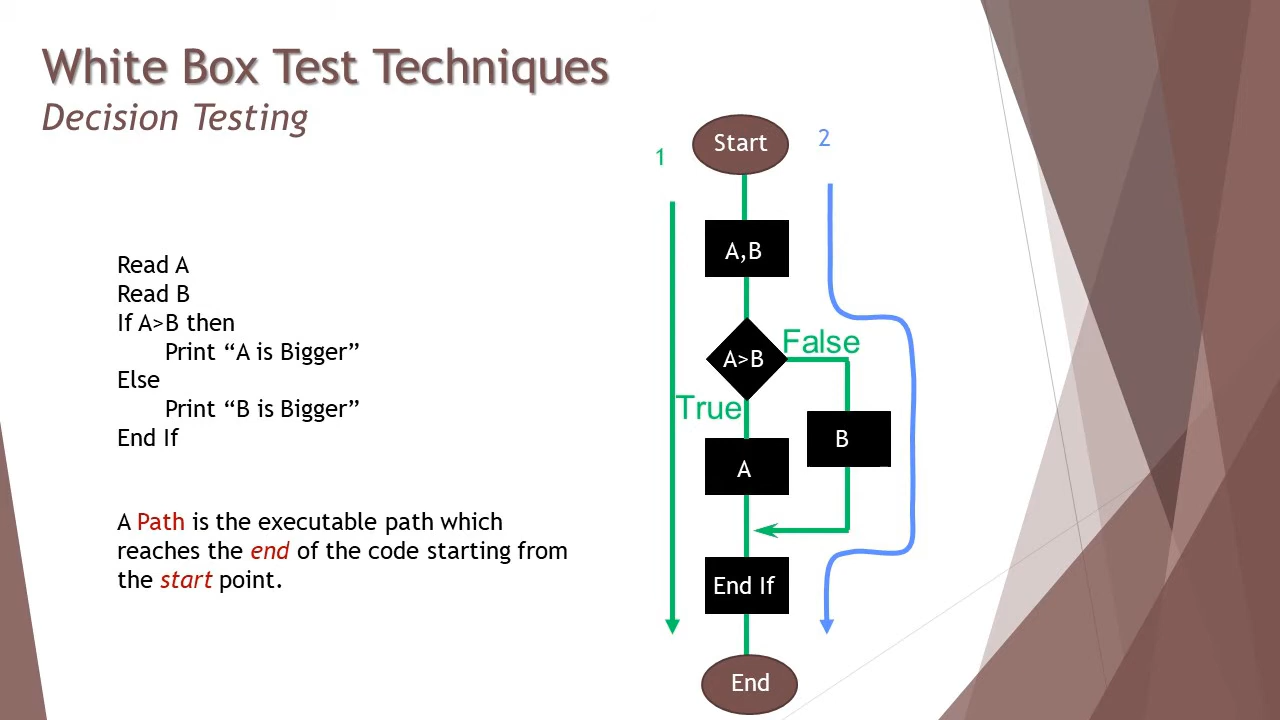 White Box Test Techniques
Decision Testing
Read A
Read B
If A>B then
Print “A is Bigger”
Else
Print “B is Bigger”
End If
A Path is the executable path which
reaches the end of the code starting from
the start point.
1
Start
2
A,B
False
A>B
True
B
A
End If
End